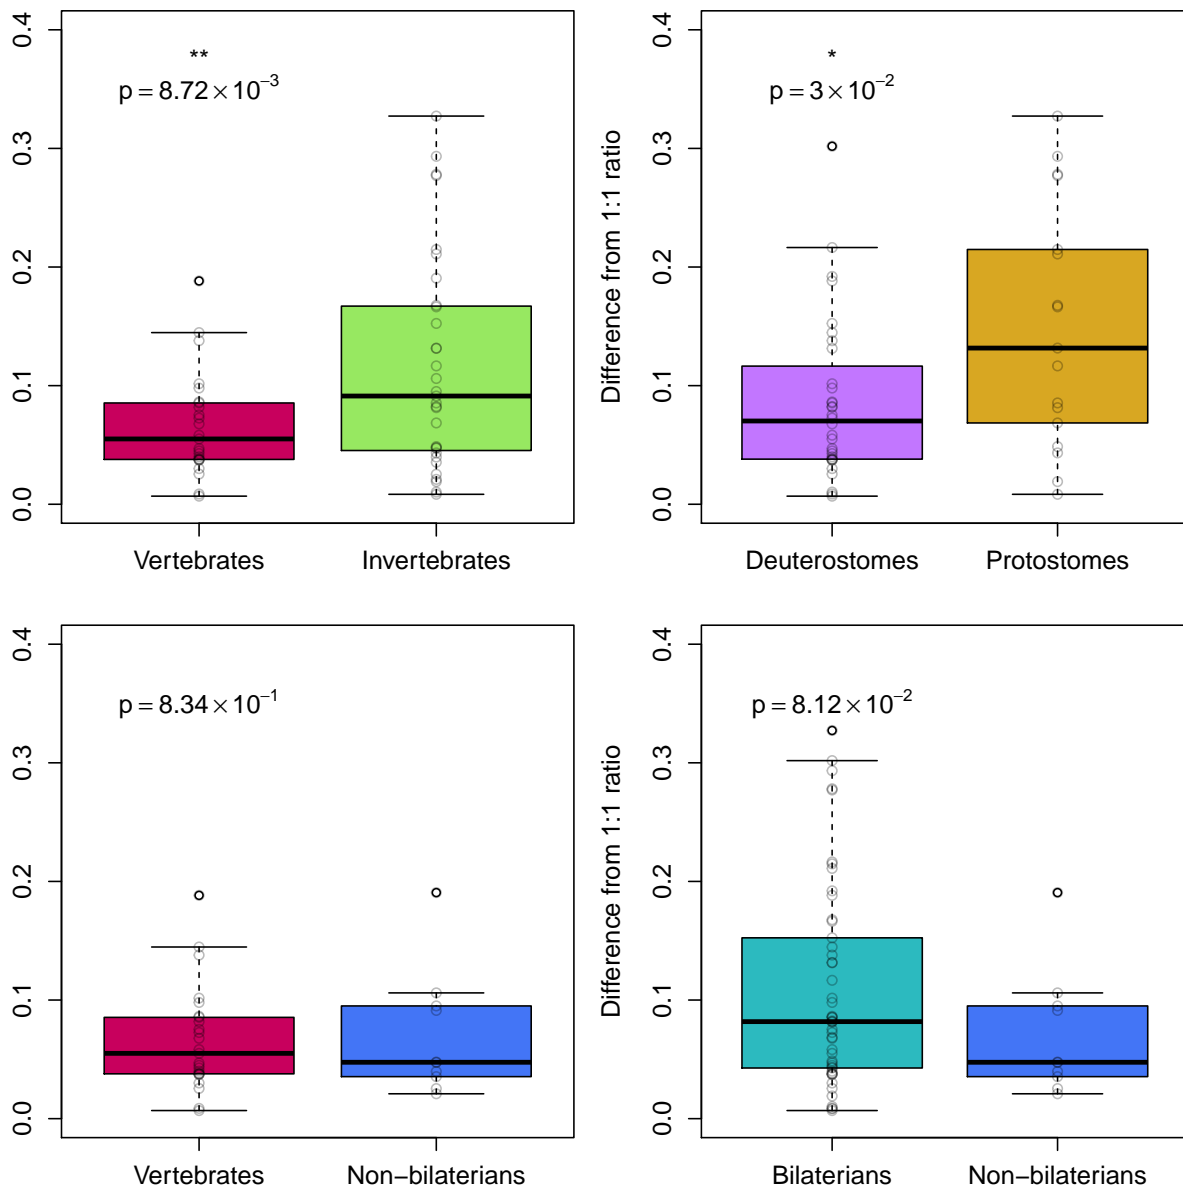 0.0
0.1
0.2
0.3
0.4
**
p = 8.72 × 10⁻³
Vertebrates
Invertebrates
Difference from 1:1 ratio
0.0
0.1
0.2
0.3
0.4
*
p = 3 × 10⁻²
Deuterostomes
Protostomes
0.0
0.1
0.2
0.3
0.4
p = 8.34 × 10⁻¹
Vertebrates
Non−bilaterians
Difference from 1:1 ratio
0.0
0.1
0.2
0.3
0.4
p = 8.12 × 10⁻²
Bilaterians
Non−bilaterians